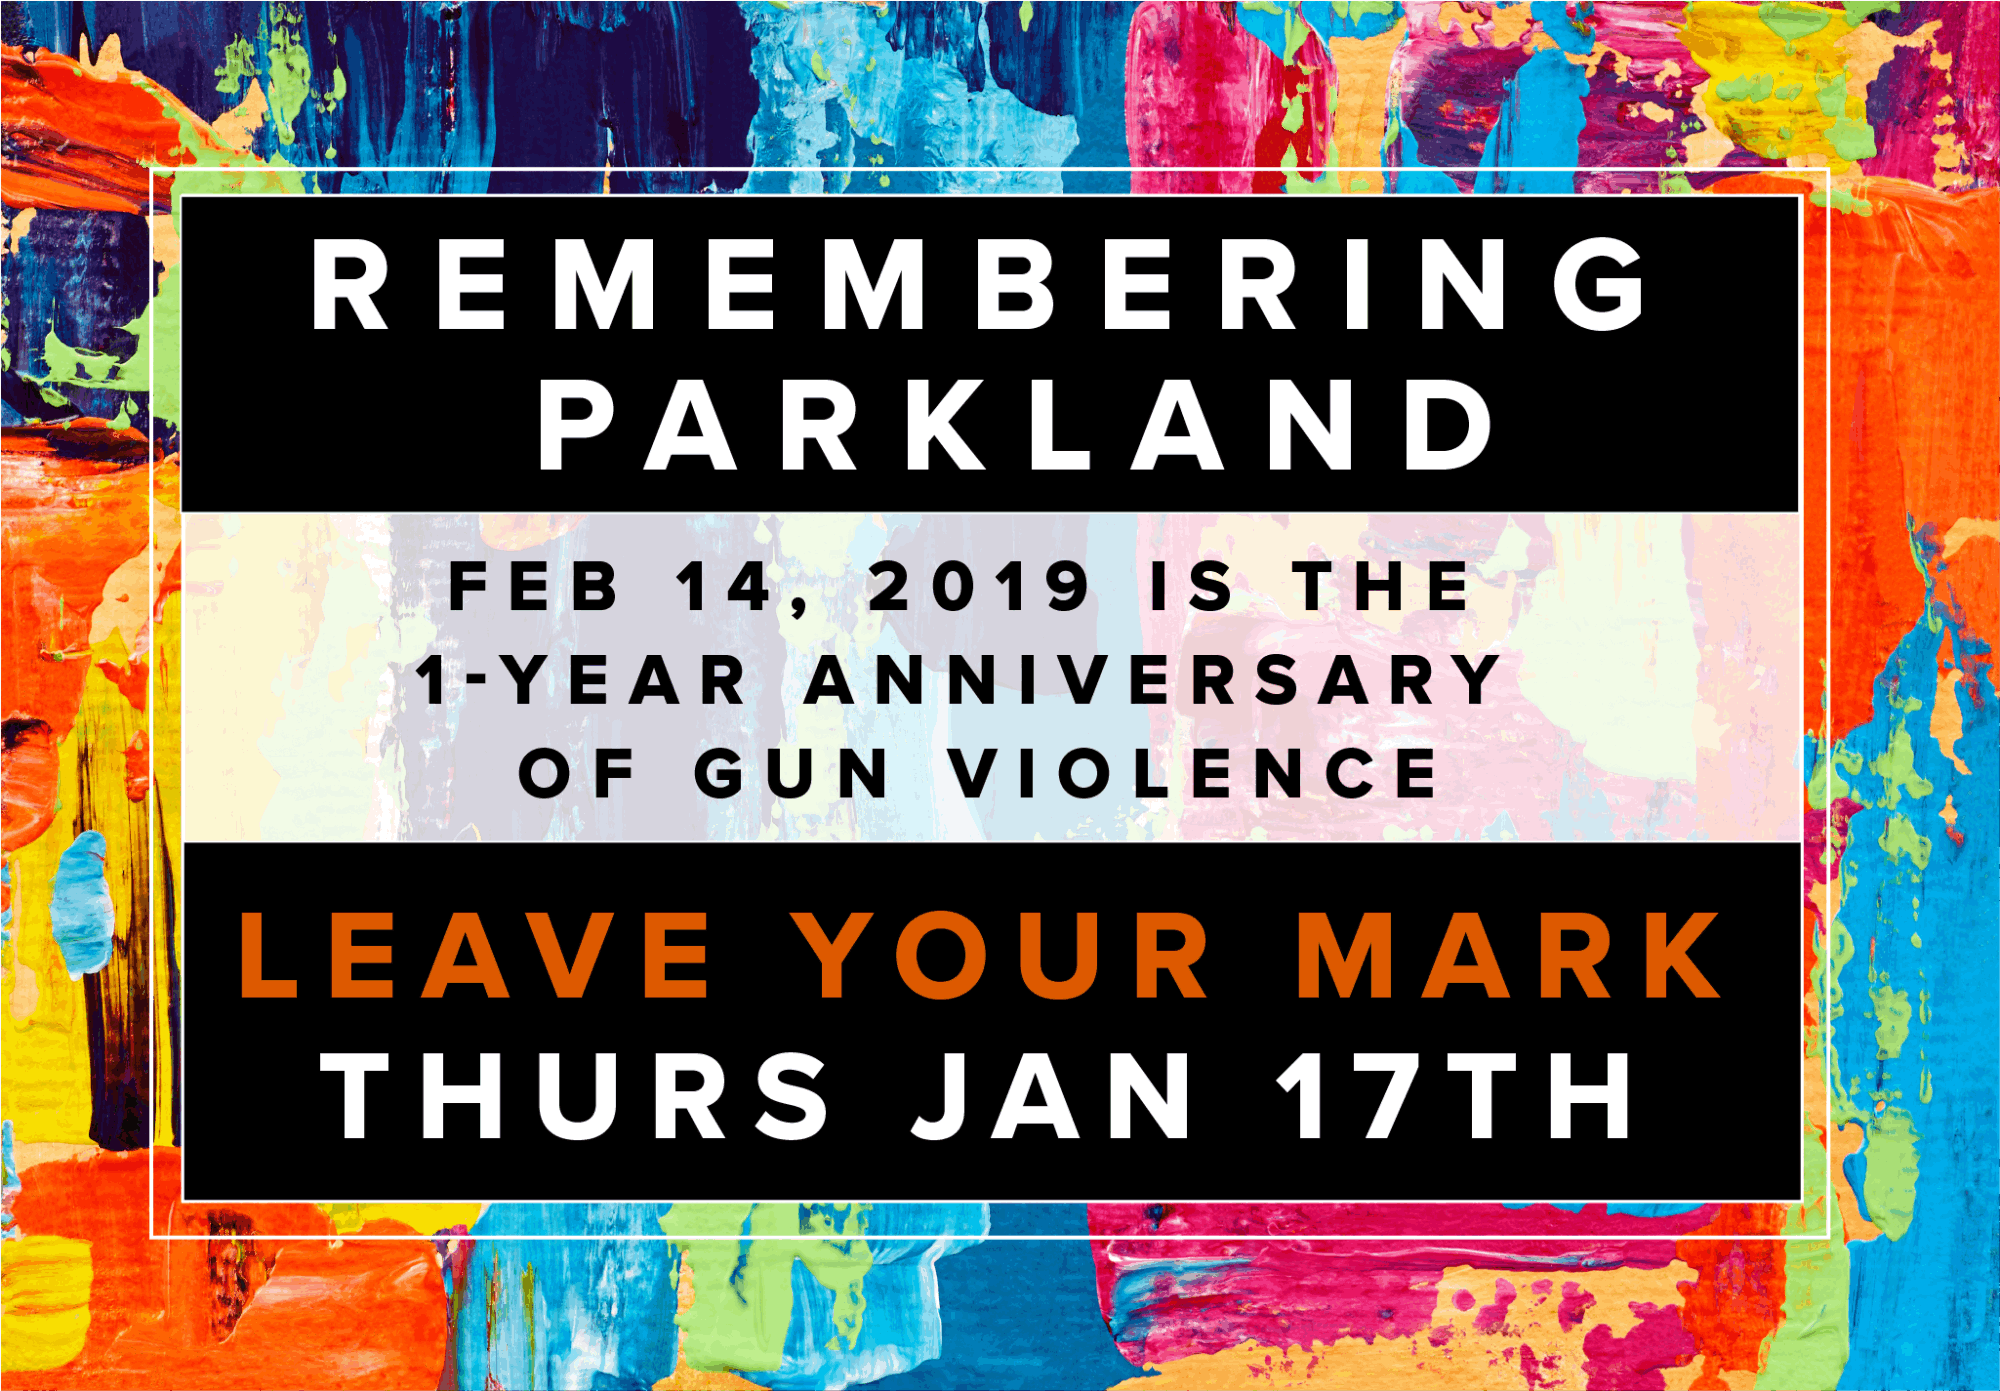 REMEMBERING
PARKLAND
FEB 14, 2019 IS THE
1-YEAR ANNIVERSARY
OF GUN VIOLENCE
LEAVE YOUR MARK
THURS JAN 17TH